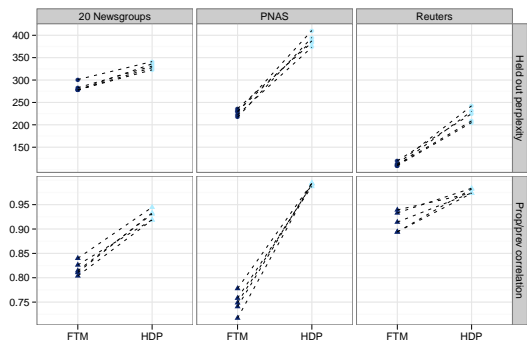 20 Newsgroups PNAS Reuters
400
350
300
250
200
150
Held out perplexity
0.95
0.90
0.85
0.80
0.75
Prop/prev correlation
FTM HDP FTM HDP FTM HDP